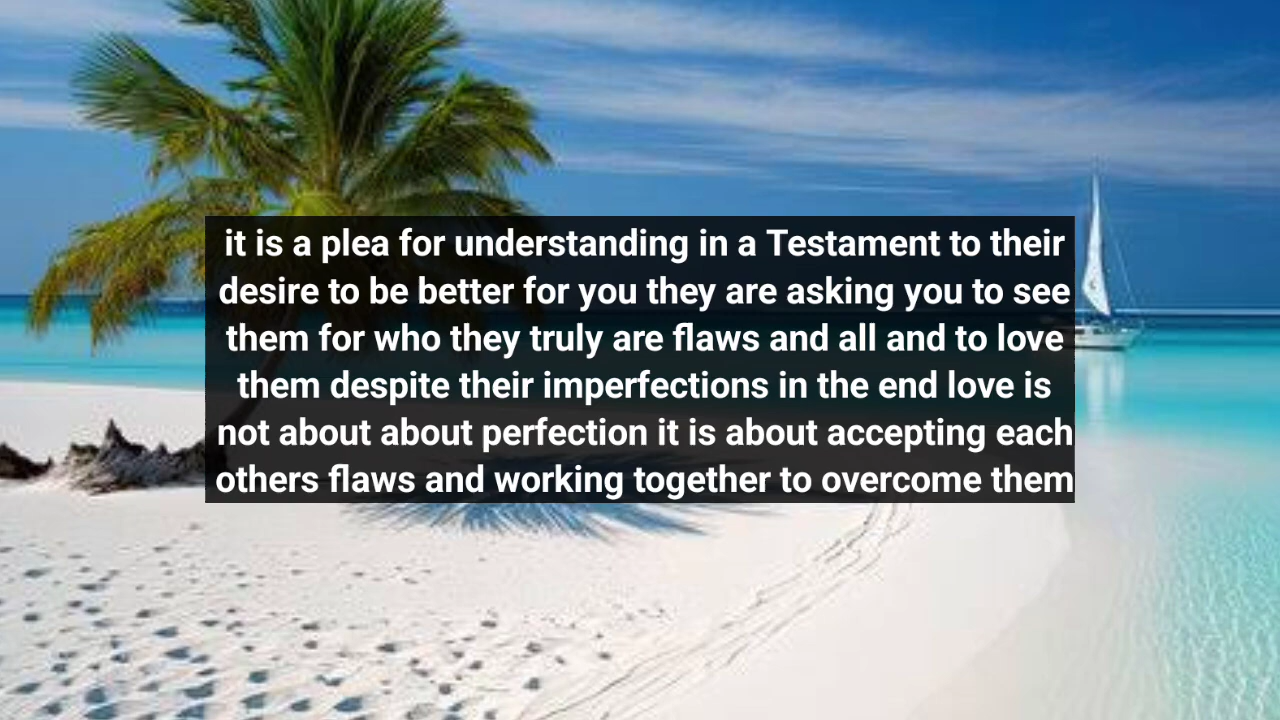 it is a plea for understanding in a Testament to their
desire to be better for you they are asking you to see
them for who they truly are flaws and all and to love
them despite their imperfections in the end love is
not about about perfection it is about accepting each
others flaws and working together to overcome them